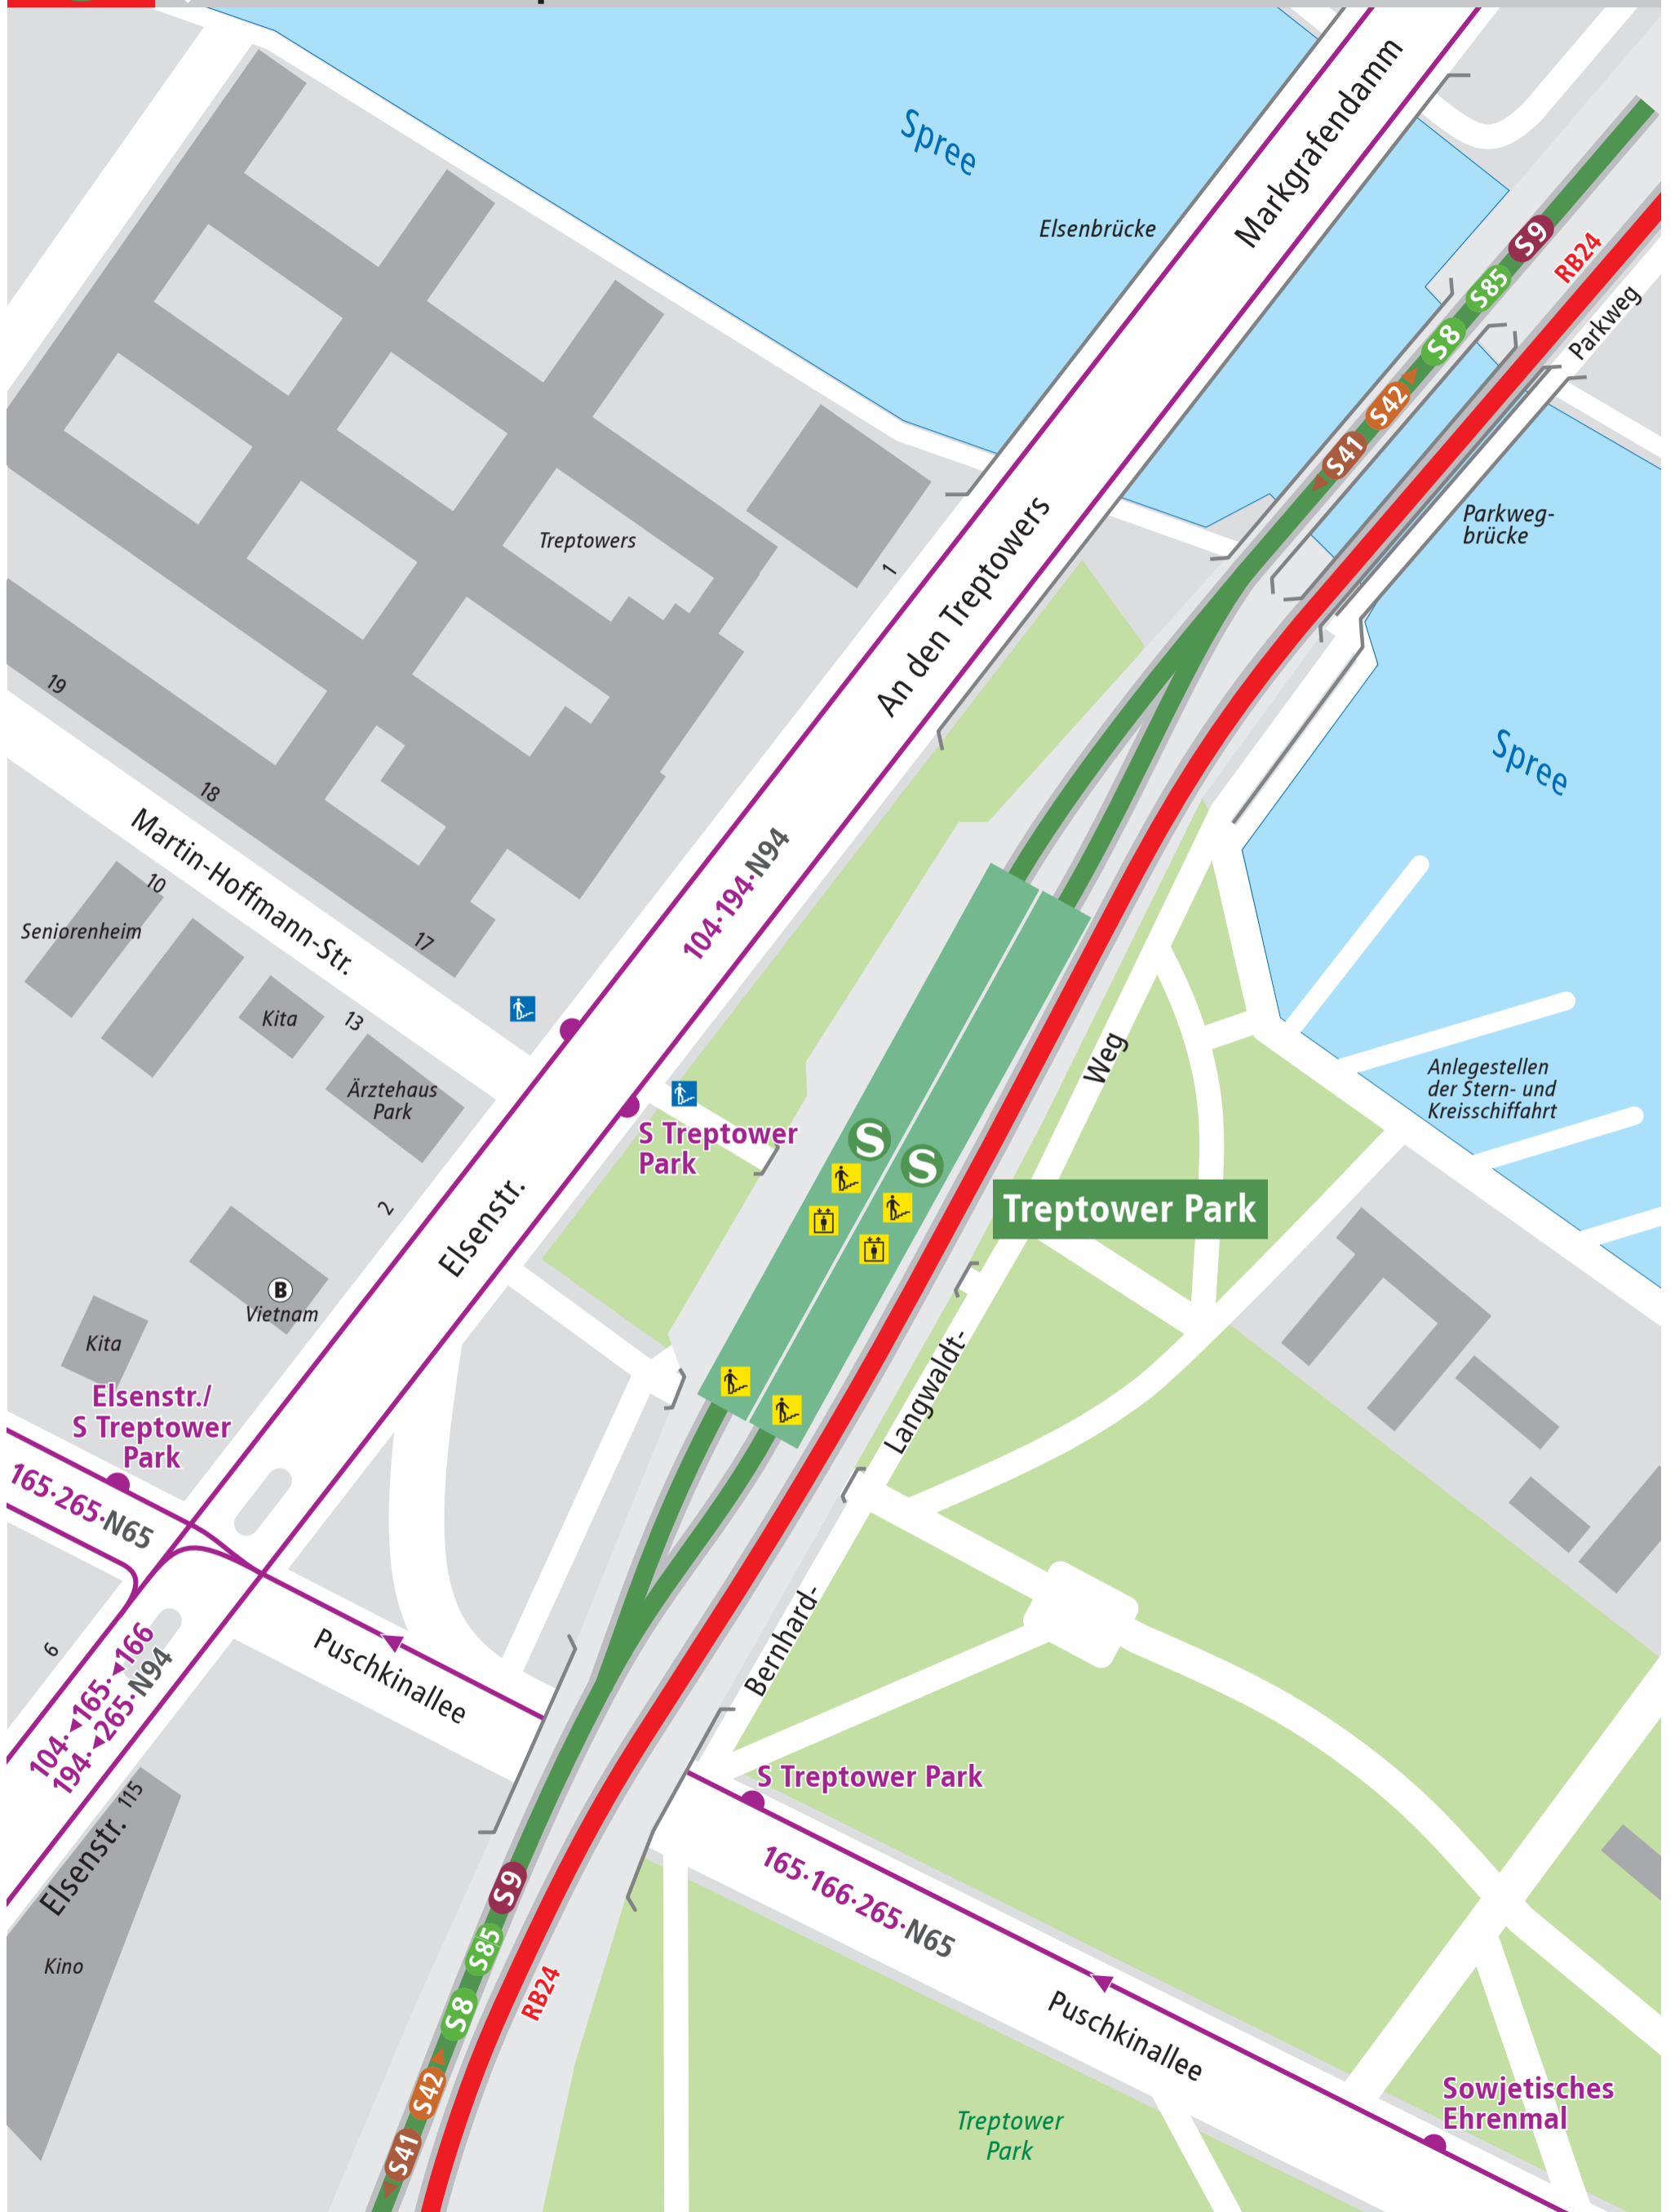 Spree
Markgrafendamm
Elsenbrücke
S9
RB24
S85
Parkweg
S8
S42
S41
Parkweg-
brücke
Treptowers
1
An den Treptowers
19
Spree
18
Martin-Hoffmann-Str.
104·194·N94
10
Seniorenheim
17
Kita
13
Weg
Ärztehaus
Park
Anlegestellen
der Stern- und
Kreisschiffahrt
S Treptower
Park
S
S
2
Elsenstr.
Treptower Park
B
Vietnam
Kita
Langwaldt-
Elsenstr./
S Treptower
Park
165·265·N65
Bernhard-
6
Puschkinallee
104·◄165·◄166
194·◄265·N94
S Treptower Park
115
Elsenstr.
165·166·265·N65
S9
S85
Kino
RB24
S8
Puschkinallee
S42
Sowjetisches
Ehrenmal
Treptower
Park
S41